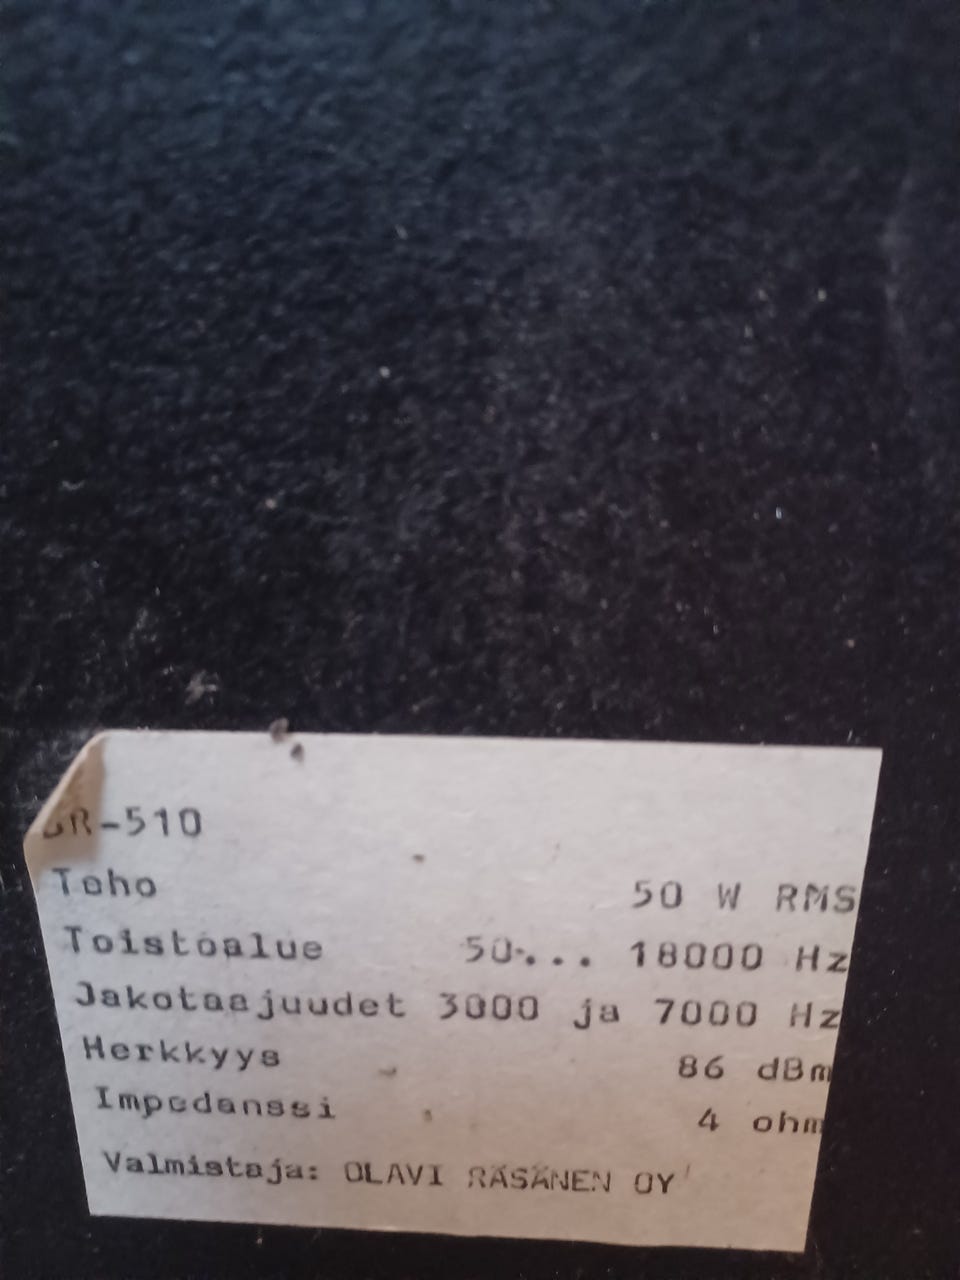 -510
Teho 50 W RMS
Toistoalue 50... 18000 Hz
Jakotaajuudet 3000 ja 7000 Hz
Herkkyys 86 dBm
Impedanssi 4 ohm
Valmistaja: OLAVI RÄSÄNEN OY